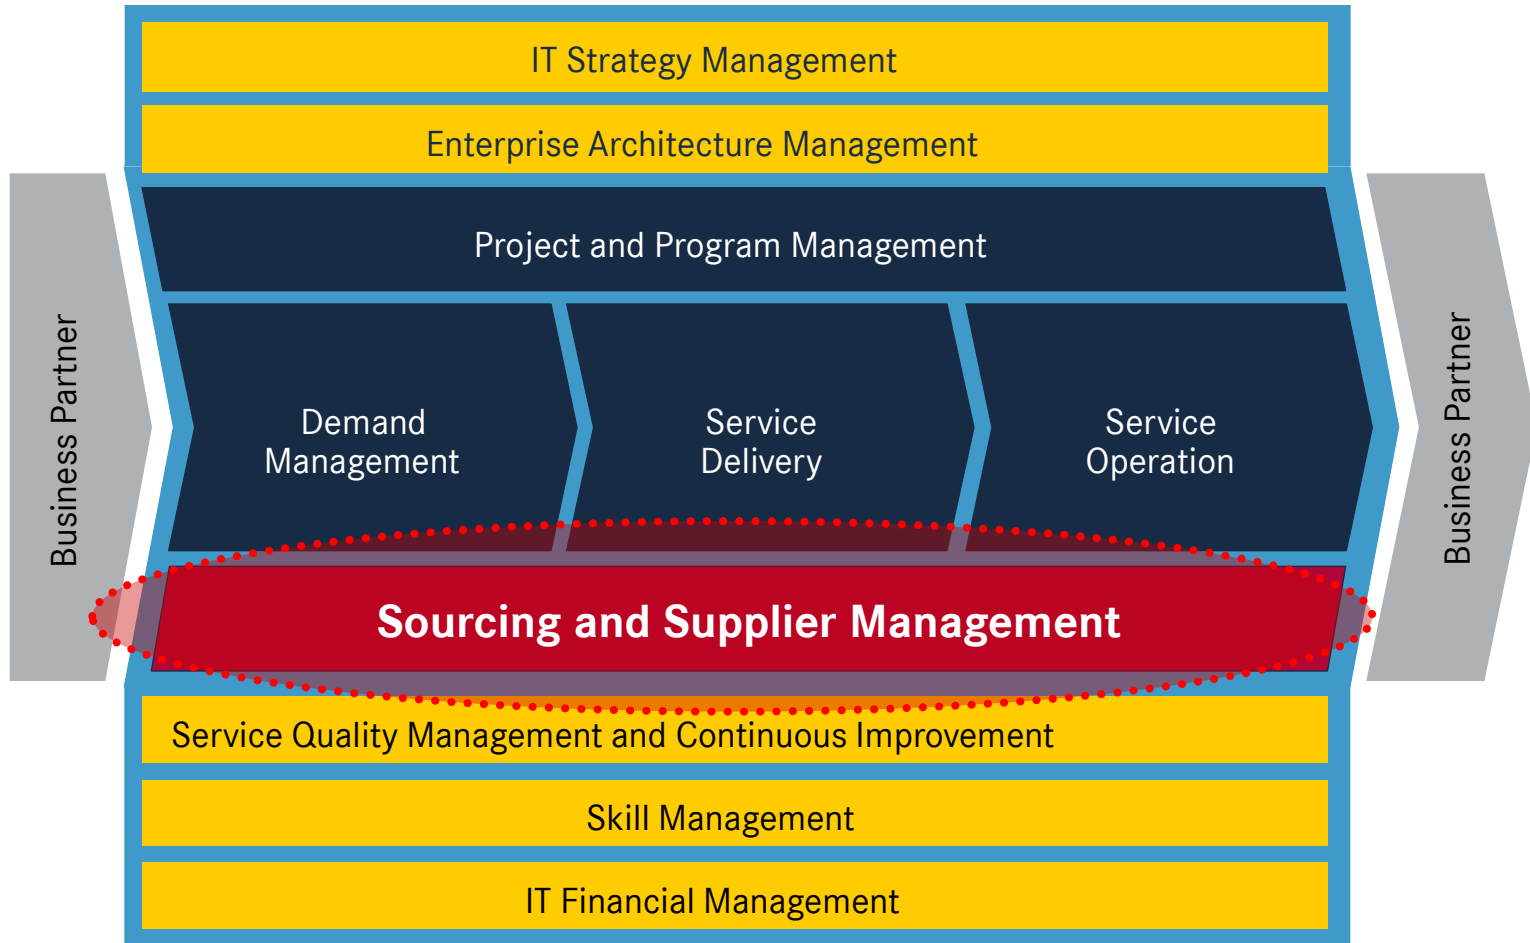 IT Strategy Management
Enterprise Architecture Management
Project and Program Management
Business Partner
Demand
Management
Service
Delivery
Service
Operation
Business Partner
Sourcing and Supplier Management
Service Quality Management and Continuous Improvement
Skill Management
IT Financial Management